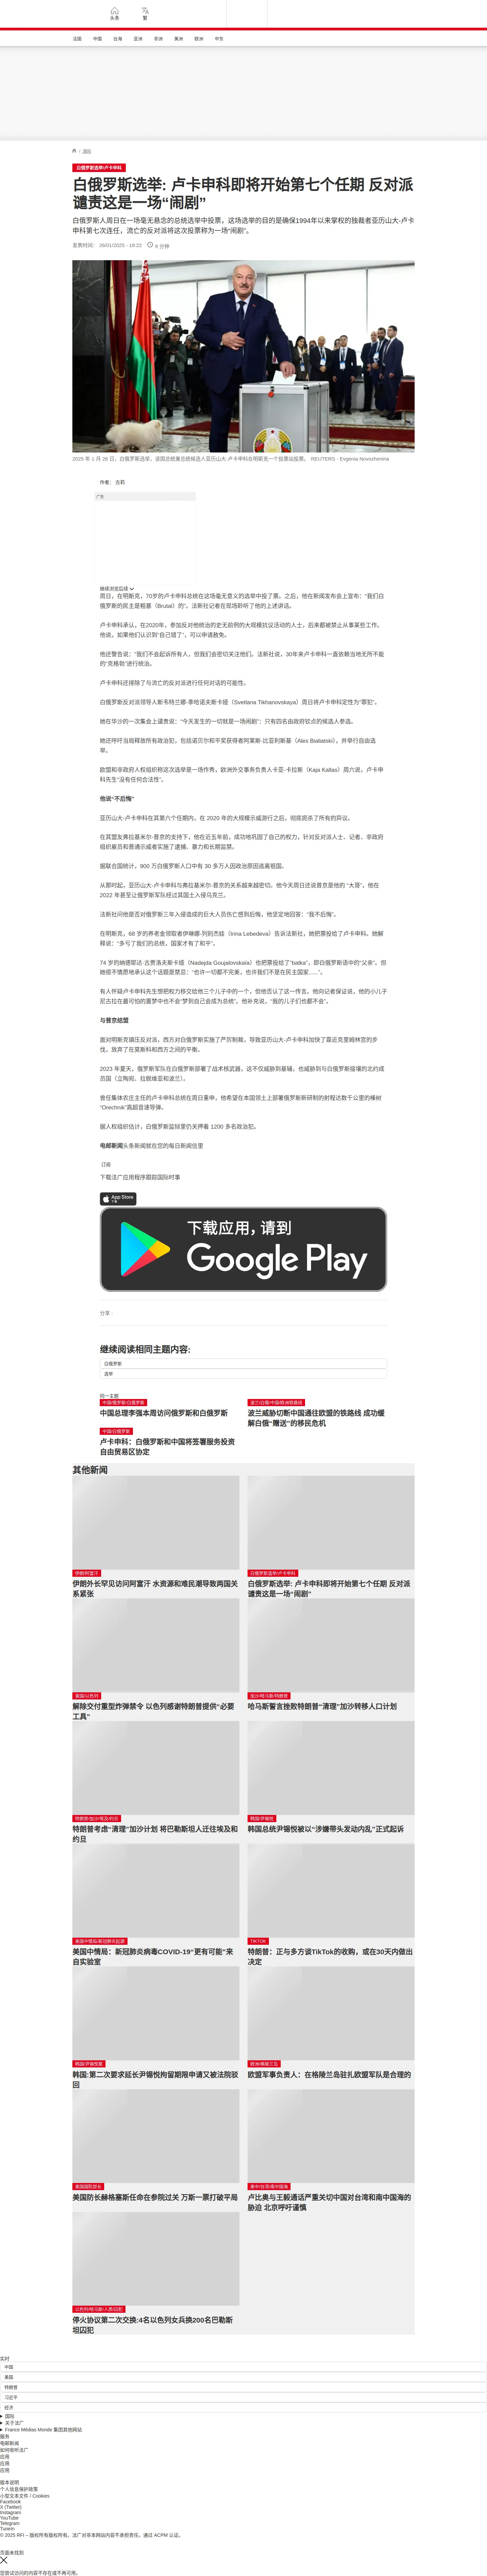 头条
繁
法国
中国
台海
亚洲
非洲
美洲
欧洲
中东
/ 国际
白俄罗斯选举/卢卡申科
白俄罗斯选举: 卢卡申科即将开始第七个任期 反对派
谴责这是一场“闹剧”
白俄罗斯人周日在一场毫无悬念的总统选举中投票，这场选举的目的是确保1994年以来掌权的独裁者亚历山大-卢卡
申科第七次连任，流亡的反对派将这次投票称为一场“闹剧”。
发表时间： 26/01/2025 - 18:22
6 分钟
2025 年 1 月 26 日，白俄罗斯选举，该国总统兼总统候选人亚历山大·卢卡申科在明斯克一个投票站投票。 REUTERS - Evgenia Novozhenina
作者： 古莉
广告
继续浏览后续
周日，在明斯克，70岁的卢卡申科总统在这场毫无意义的选举中投了票。之后，他在新闻发布会上宣布：“我们白
俄罗斯的民主是粗暴（Brutal）的”。法新社记者在现场聆听了他的上述讲话。
卢卡申科承认，在2020年，参加反对他统治的史无前例的大规模抗议活动的人士，后来都被禁止从事某些工作。
他说，如果他们认识到“自己错了”，可以申请赦免。
他还警告说：“我们不会起诉所有人，但我们会密切关注他们。法新社说，30年来卢卡申科一直依赖当地无所不能
的“克格勃”进行统治。
卢卡申科还排除了与流亡的反对派进行任何对话的可能性。
白俄罗斯反对派领导人斯韦特兰娜-季哈诺夫斯卡娅（Svetlana Tikhanovskaya）周日将卢卡申科定性为“罪犯”。
她在华沙的一次集会上谴责说：“今天发生的一切就是一场闹剧”：只有四名由政府钦点的候选人参选。
她还呼吁当局释放所有政治犯，包括诺贝尔和平奖获得者阿莱斯-比亚利斯基（Ales Bialiatski），并举行自由选
举。
欧盟和非政府人权组织称这次选举是一场作秀，欧洲外交事务负责人卡亚-卡拉斯（Kaja Kallas）周六说，卢卡申
科先生“没有任何合法性”。
他说“不后悔”
亚历山大-卢卡申科在其第六个任期内，在 2020 年的大规模示威游行之后，彻底扼杀了所有的异议。
在其盟友弗拉基米尔-普京的支持下，他在近五年前，成功地巩固了自己的权力，针对反对派人士、记者、非政府
组织雇员和普通示威者实施了逮捕、暴力和长期监禁。
据联合国统计，900 万白俄罗斯人口中有 30 多万人因政治原因逃离祖国。
从那时起，亚历山大-卢卡申科与弗拉基米尔-普京的关系越来越密切。他今天周日还说普京是他的 “大哥”，他在
2022 年甚至让俄罗斯军队经过其国土入侵乌克兰。
法新社问他是否对俄罗斯三年入侵造成的巨大人员伤亡感到后悔，他坚定地回答：“我不后悔”。
在明斯克，68 岁的养老金领取者伊琳娜-列别杰娃（Irina Lebedeva）告诉法新社，她把票投给了卢卡申科。她解
释说：“多亏了我们的总统，国家才有了和平”。
74 岁的纳德耶达·古贾洛夫斯卡娅（Nadejda Goujalovskaïa）也把票投给了“batka”，即白俄罗斯语中的“父亲”。但
她很不情愿地承认这个话题是禁忌：“也许一切都不完美，也许我们不是在民主国家......”。
有人怀疑卢卡申科先生想把权力移交给他三个儿子中的一个，但他否认了这一传言。他向记者保证说，他的小儿子
尼古拉在最可怕的噩梦中也不会“梦到自己会成为总统”。他补充说，“我的儿子们也都不会”。
与普京结盟
面对明斯克镇压反对派，西方对白俄罗斯实施了严厉制裁，导致亚历山大-卢卡申科加快了靠近克里姆林宫的步
伐，放弃了在莫斯科和西方之间的平衡。
2023 年夏天，俄罗斯军队在白俄罗斯部署了战术核武器，这不仅威胁到基辅，也威胁到与白俄罗斯接壤的北约成
员国（立陶宛、拉脱维亚和波兰）。
曾任集体农庄主任的卢卡申科总统在周日重申，他希望在本国领土上部署俄罗斯新研制的射程达数千公里的榛树
“Orechnik”高超音速导弹。
据人权组织估计，白俄罗斯监狱里仍关押着 1200 多名政治犯。
电邮新闻头条新闻就在您的每日新闻信里
订阅
下载法广应用程序跟踪国际时事
App Store
下载
下载应用，请到
Google Play
分享 :
继续阅读相同主题内容:
白俄罗斯
选举
同一主题
中国/俄罗斯/白俄罗斯
中国总理李强本周访问俄罗斯和白俄罗斯
波兰/白俄/中国/欧洲铁路线
波兰威胁切断中国通往欧盟的铁路线 成功缓
解白俄“赠送”的移民危机
中国/白俄罗斯
卢卡申科：白俄罗斯和中国将签署服务投资
自由贸易区协定
其他新闻
伊朗/阿富汗
伊朗外长罕见访问阿富汗 水资源和难民潮导致两国关
系紧张
白俄罗斯选举/卢卡申科
白俄罗斯选举: 卢卡申科即将开始第七个任期 反对派
谴责这是一场“闹剧”
美国/以色列
解除交付重型炸弹禁令 以色列感谢特朗普提供“必要
工具”
加沙/哈马斯/特朗普
哈马斯誓言挫败特朗普“清理”加沙转移人口计划
特朗普/加沙/埃及/约旦
特朗普考虑“清理”加沙计划 将巴勒斯坦人迁往埃及和
约旦
韩国/尹锡悦
韩国总统尹锡悦被以“涉嫌带头发动内乱”正式起诉
美国中情局/新冠肺炎起源
美国中情局：新冠肺炎病毒COVID-19“更有可能”来
自实验室
TIKTOK
特朗普：正与多方谈TikTok的收购，或在30天内做出
决定
韩国/尹锡悦案
韩国:第二次要求延长尹锡悦拘留期限申请又被法院驳
回
欧洲/格陵兰岛
欧盟军事负责人：在格陵兰岛驻扎欧盟军队是合理的
美国国防部长
美国防长赫格塞斯任命在参院过关 万斯一票打破平局
美中/台湾/南中国海
卢比奥与王毅通话严重关切中国对台湾和南中国海的
胁迫 北京呼吁谨慎
以色列/哈马斯/人质/囚犯
停火协议第二次交换:4名以色列女兵换200名巴勒斯
坦囚犯
实时
中国
美国
特朗普
习近平
经济
国际
关于法广
France Médias Monde 集团其他网站
服务
电邮新闻
如何收听法广
应用
应用
应用
版本说明
个人信息保护政策
小型文本文件 / Cookies
Facebook
X (Twitter)
Instagram
YouTube
Telegram
TuneIn
© 2025 RFI – 版权所有版权所有。法广对非本网站内容不承担责任。通过 ACPM 认证。
页面未找到
您尝试访问的内容不存在或不再可用。